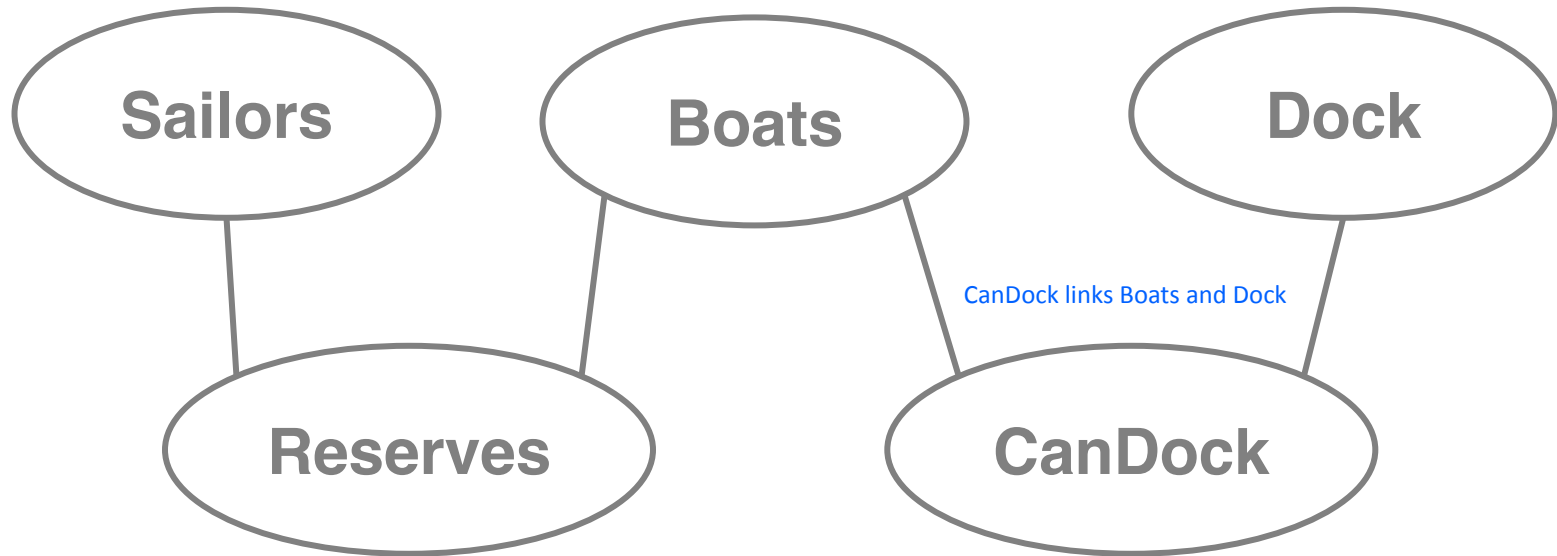 Sailors
Boats
Dock
CanDock links Boats and Dock
Reserves
CanDock